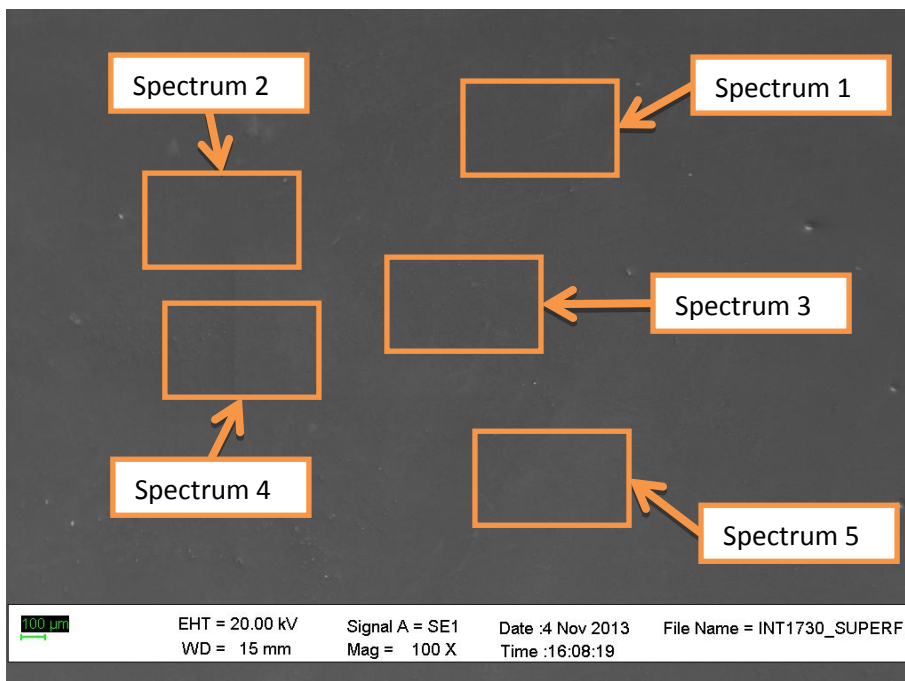 Spectrum 2
Spectrum 1
Spectrum 3
Spectrum 4
Spectrum 5
100 µm
EHT = 20.00 kV
Signal A = SE1
Date :4 Nov 2013
File Name = INT1730_SUPERF
WD = 15 mm
Mag = 100 X
Time :16:08:19